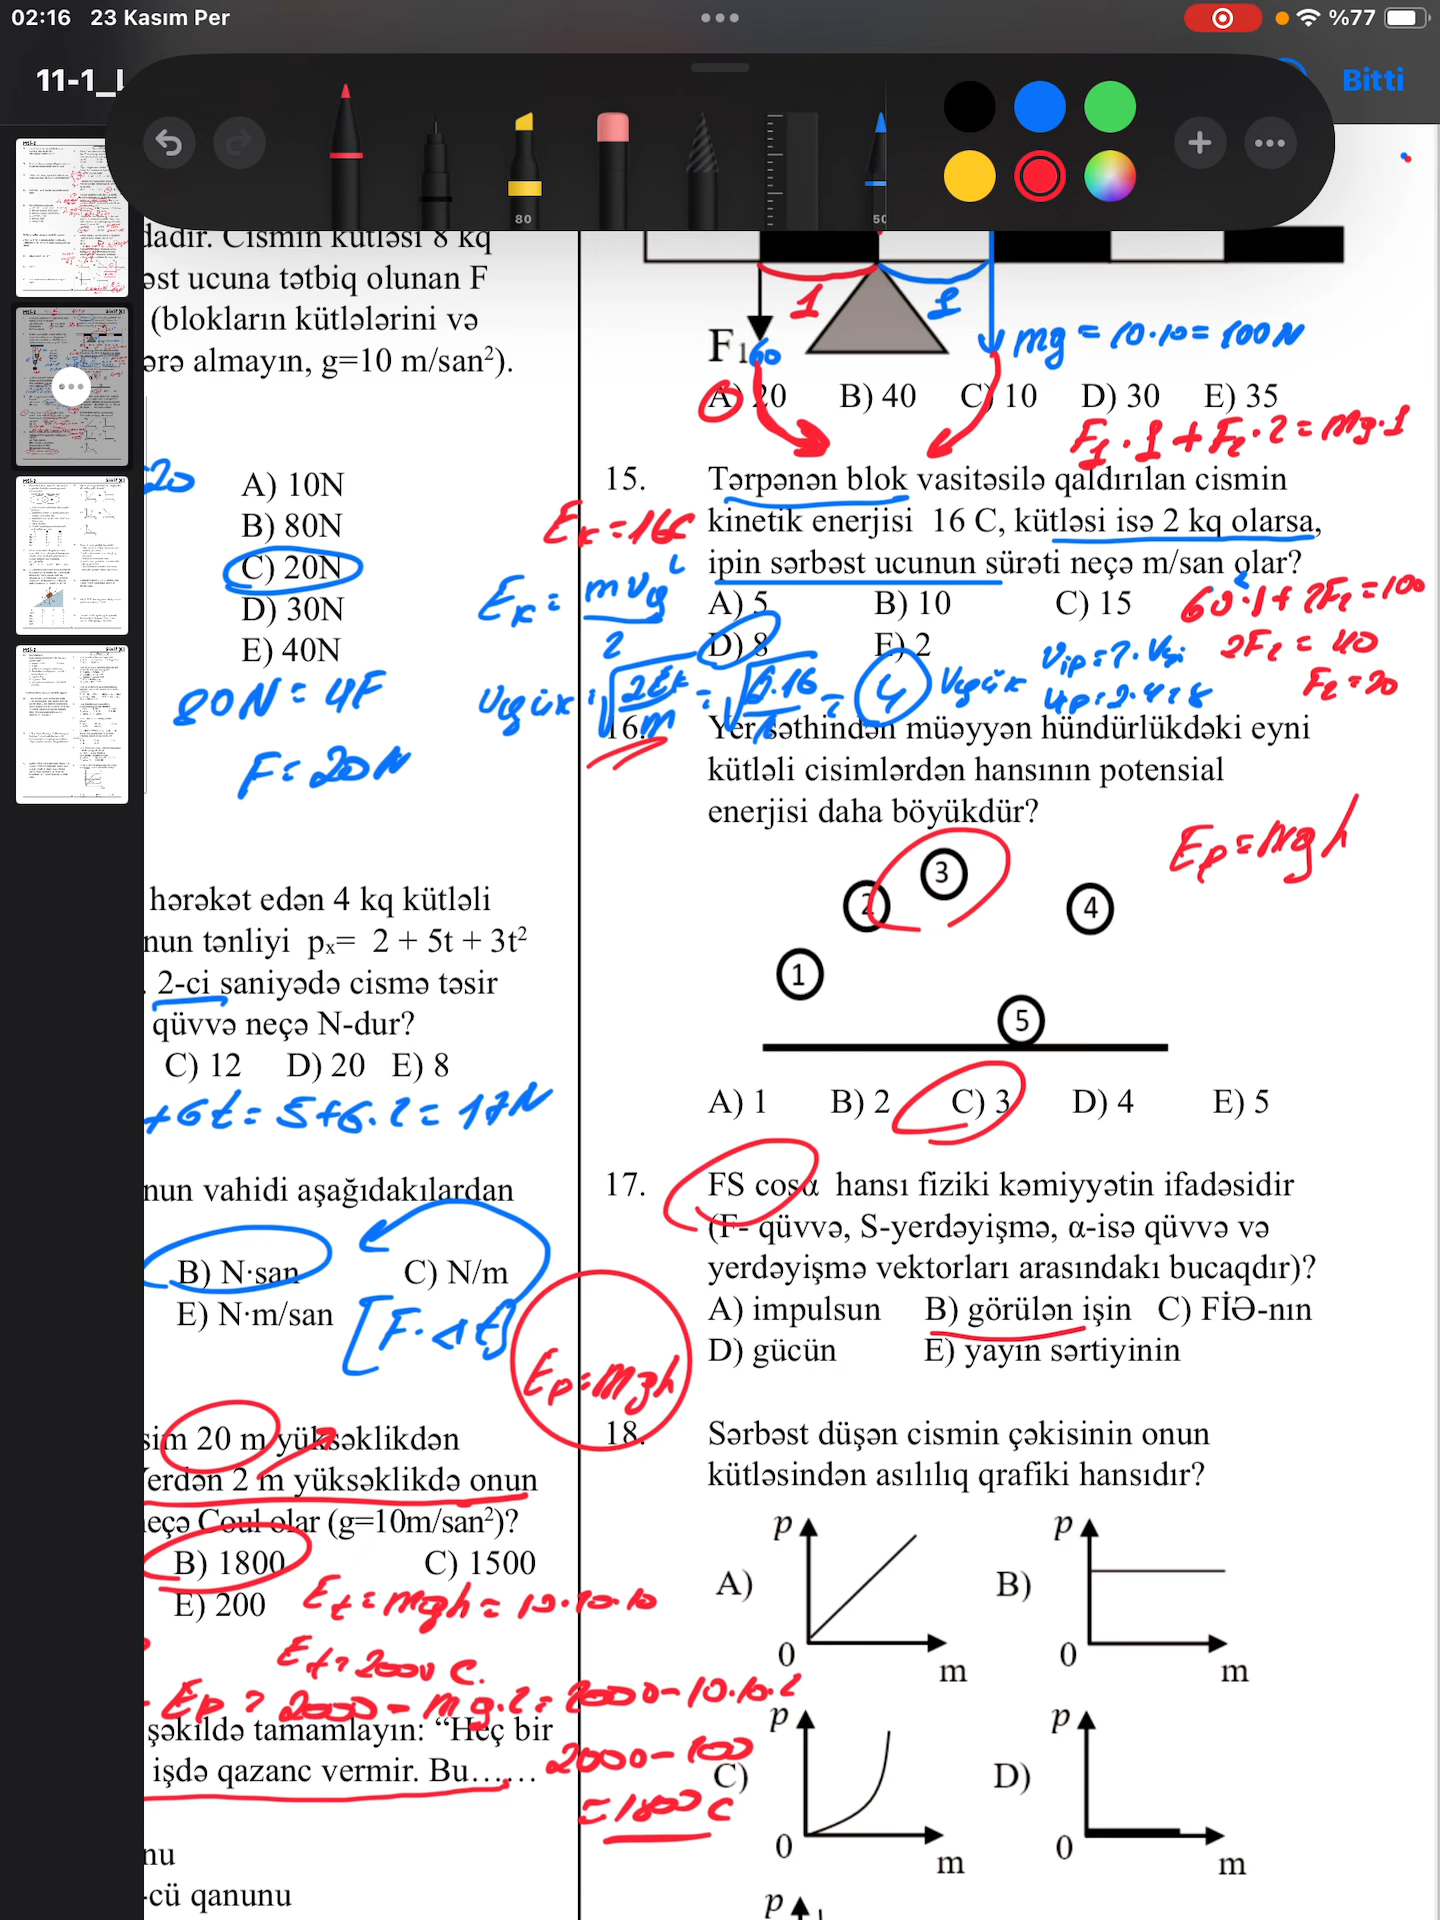 02:16 23 Kasım Per
%77
Bitti
80
dadır. Cismin kütləsi 8 kq
əst ucuna tətbiq olunan F
(blokların kütlələrini və
ərə almayın, g=10 m/san²).
20
A) 10N
B) 80N
C) 20N
D) 30N
E) 40N
80N = 4F
F = 20N
hərəkət edən 4 kq kütləli
nun tənliyi pₓ= 2 + 5t + 3t²
2-ci saniyədə cismə təsir
qüvvə neçə N-dur?
C) 12 D) 20 E) 8
+6t = 5+6.2 = 17N
nun vahidi aşağıdakılardan
B) N·san C) N/m
E) N·m/san
[F·Δt]
Ep=mgh
sim 20 m yüksəklikdən
Yerdən 2 m yüksəklikdə onun
neçə Coul olar (g=10m/san²)?
B) 1800 C) 1500
E) 200
Et = mgh = 10.10.10
Et = 2000 C.
Ep = 2000 - mg.2 = 2000-10.10.2
2000-100
=1800 C
şəkildə tamamlayın: “Heç bir
işdə qazanc vermir. Bu……
nu
-cü qanunu
1 1
F₁ 60
mg = 10·10 = 100N
A) 20 B) 40 C) 10 D) 30 E) 35
F₁·1 + F₂·2 = mg·1
60·1 + 2F₂ = 100
2F₂ = 40
F₂ = 20
15. Tərpənən blok vasitəsilə qaldırılan cismin
kinetik enerjisi 16 C, kütləsi isə 2 kq olarsa,
ipin sərbəst ucunun sürəti neçə m/san olar?
A) 5 B) 10 C) 15
D) 8 E) 2
Ek = 16C
16. Yer səthindən müəyyən hündürlükdəki eyni
kütləli cisimlərdən hansının potensial
enerjisi daha böyükdür?
Ep = mgh
3
2
4
1
5
A) 1 B) 2 C) 3 D) 4 E) 5
17. FS cosα hansı fiziki kəmiyyətin ifadəsidir
(F- qüvvə, S-yerdəyişmə, α-isə qüvvə və
yerdəyişmə vektorları arasındakı bucaqdır)?
A) impulsun B) görülən işin C) FİƏ-nın
D) gücün E) yayın sərtiyinin
18. Sərbəst düşən cismin çəkisinin onun
kütləsindən asılılıq qrafiki hansıdır?
A) P 0 m
B) P 0 m
C) P 0 m
D) P 0 m
P